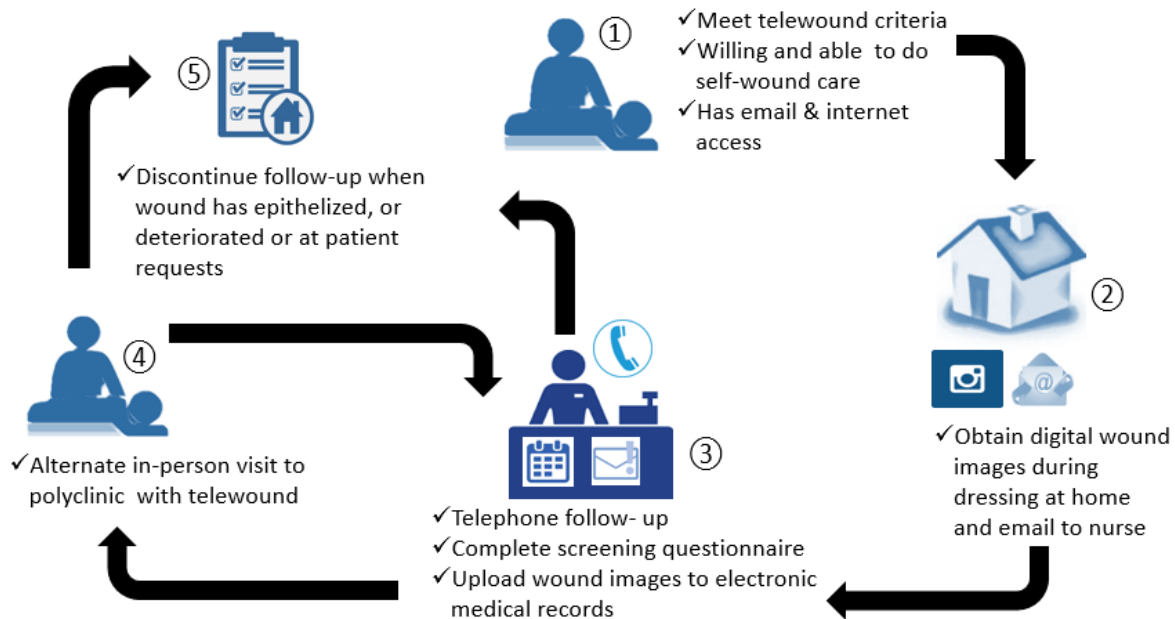 ①
✓Meet telewound criteria
✓Willing and able to do
self-wound care
✓Has email & internet
access
②
@
✓Obtain digital wound
images during
dressing at home
and email to nurse
③
✓Telephone follow- up
✓Complete screening questionnaire
✓Upload wound images to electronic
medical records
④
✓Alternate in-person visit to
polyclinic with telewound
⑤
✓Discontinue follow-up when
wound has epithelized, or
deteriorated or at patient
requests